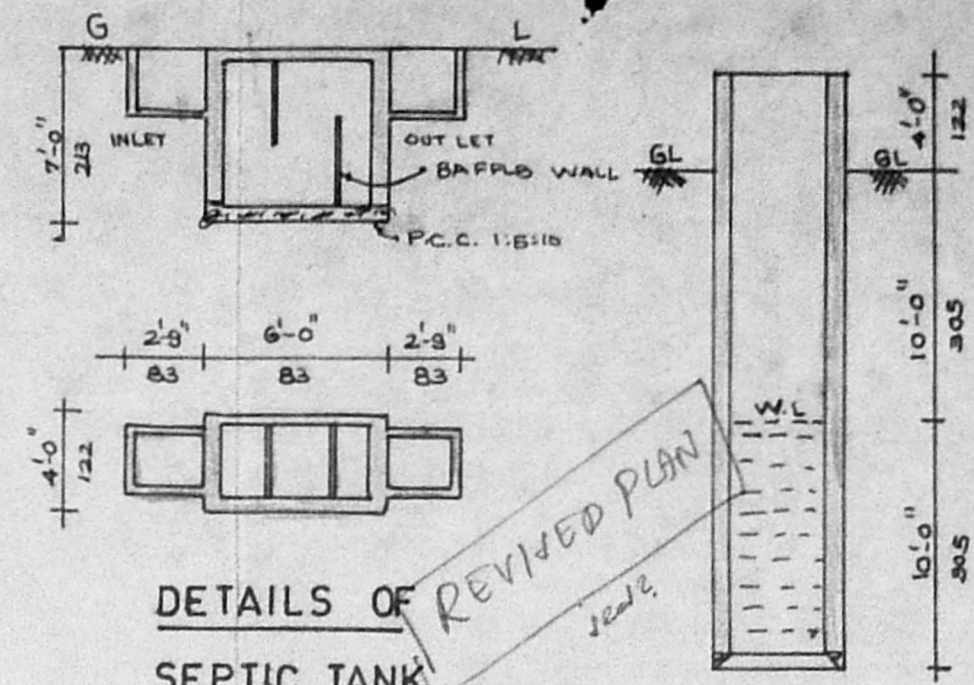 G L
7'-0"
213
INLET
OUT LET
BAFFLB WALL
P.C.C. 1:5:10
2'-9" 6'-0" 2'-9"
83 83 83
4'-0"
122
DETAILS OF
SEPTIC TANK
REVISED PLAN
4'-0"
122
GL GL
10'-0"
305
W.L
10'-0"
305